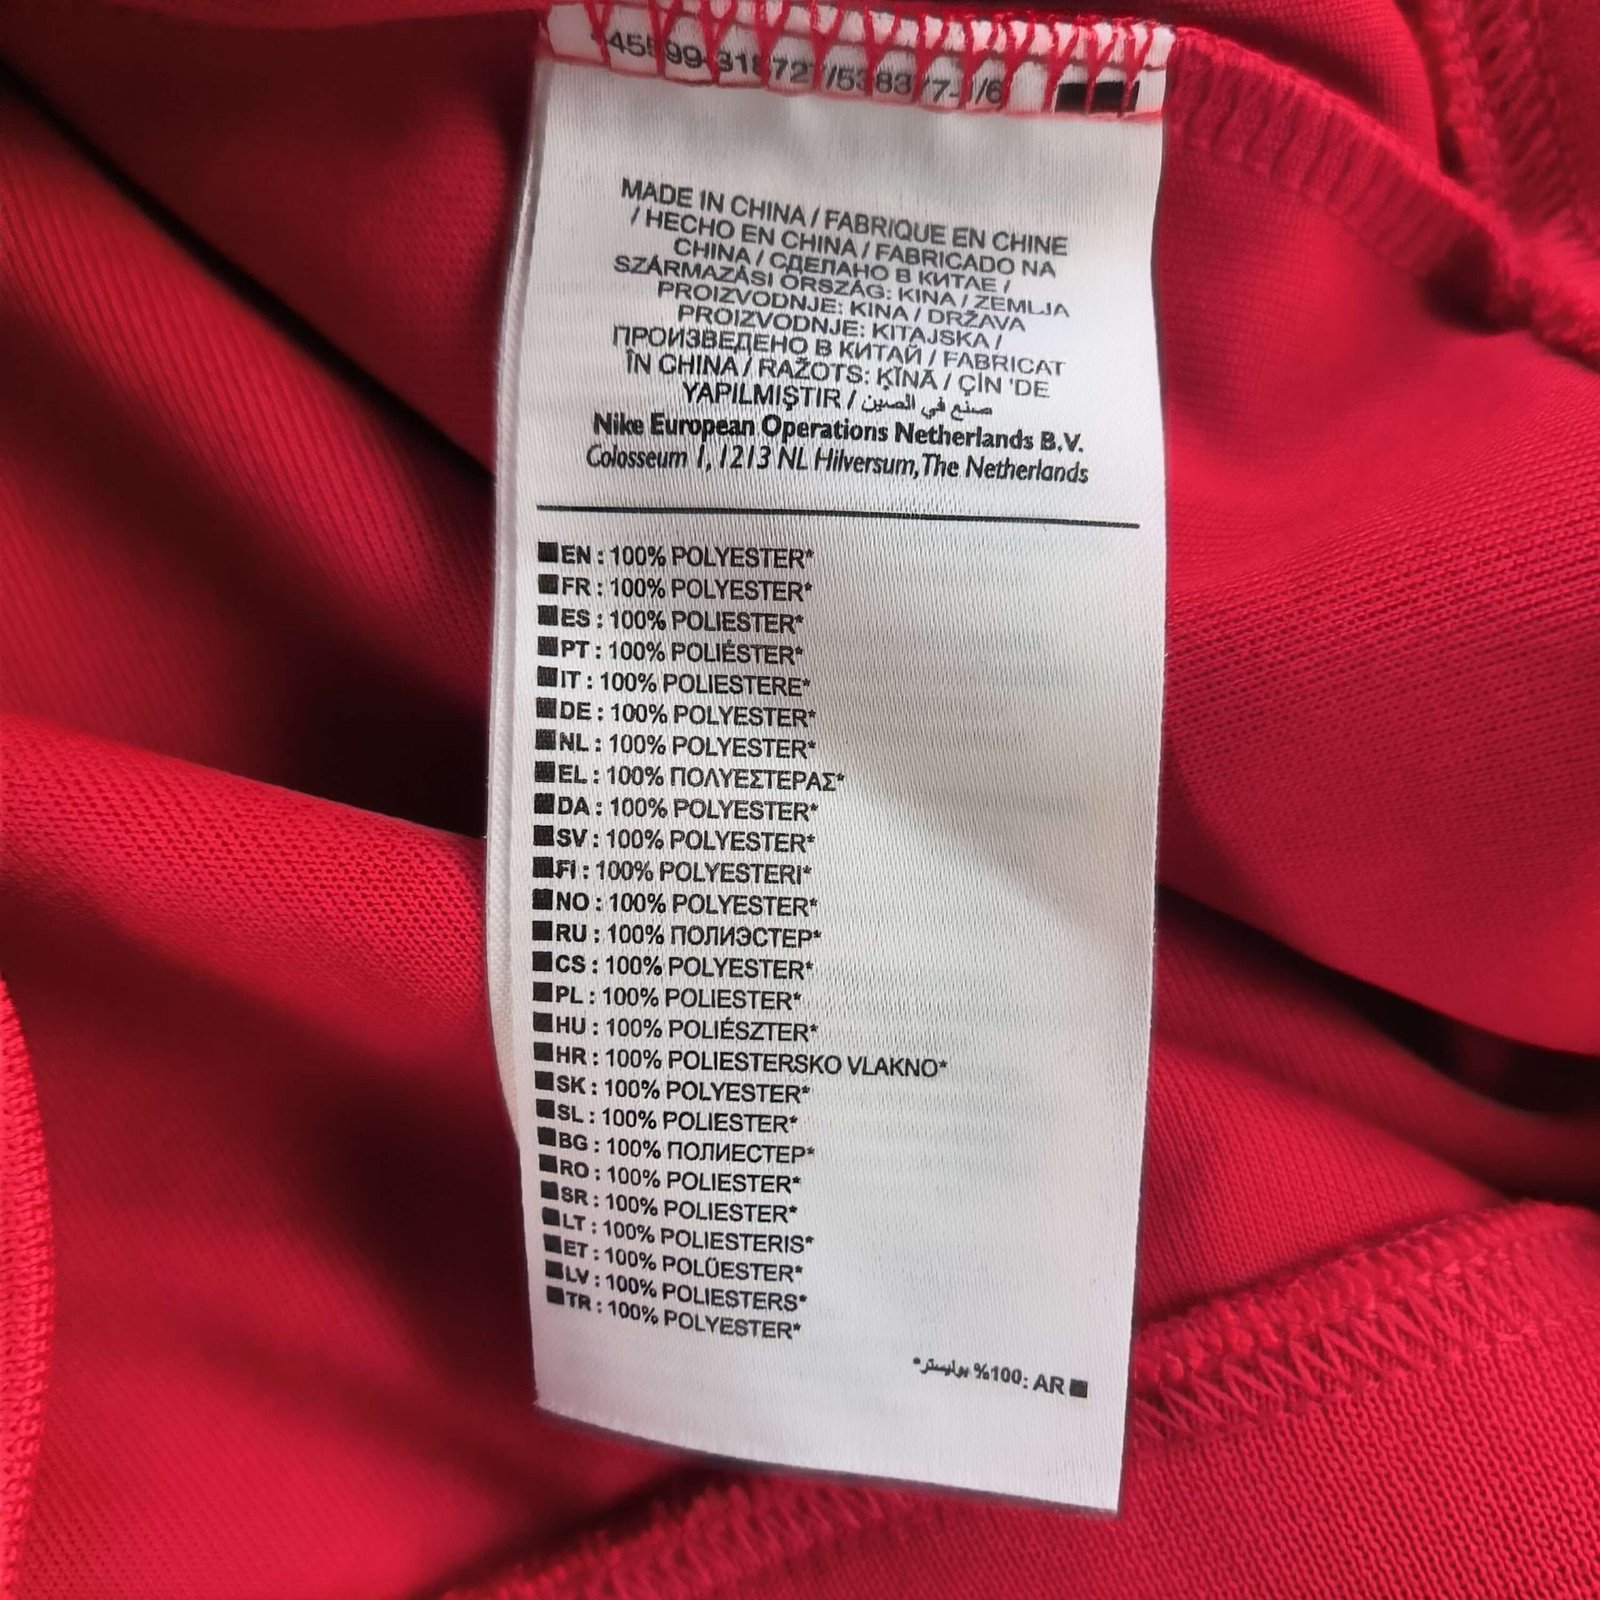 MADE IN CHINA / FABRIQUE EN CHINE
/ HECHO EN CHINA / FABRICADO NA
CHINA / СДЕЛАНО В КИТАЕ /
SZÁRMAZÁSI ORSZÁG: KINA / ZEMLJA
PROIZVODNJE: KINA / DRŽAVA
PROIZVODNJE: KITAJSKA /
ПРОИЗВЕДЕНО В КИТАЙ / FABRICAT
ÎN CHINA / RAŽOTS: ĶĪNĀ / ÇİN 'DE
YAPILMIŞTIR / صنع في الصين
Nike European Operations Netherlands B.V.
Colosseum 1, 1213 NL Hilversum, The Netherlands
EN : 100% POLYESTER*
FR : 100% POLYESTER*
ES : 100% POLIESTER*
PT : 100% POLIÉSTER*
IT : 100% POLIESTERE*
DE : 100% POLYESTER*
NL : 100% POLYESTER*
EL : 100% ΠΟΛΥΕΣΤΕΡΑΣ*
DA : 100% POLYESTER*
SV : 100% POLYESTER*
FI : 100% POLYESTERI*
NO : 100% POLYESTER*
RU : 100% ПОЛИЭСТЕР*
CS : 100% POLYESTER*
PL : 100% POLIESTER*
HU : 100% POLIÉSZTER*
HR : 100% POLIESTERSKO VLAKNO*
SK : 100% POLYESTER*
SL : 100% POLIESTER*
BG : 100% ПОЛИЕСТЕР*
RO : 100% POLIESTER*
SR : 100% POLIESTER*
LT : 100% POLIESTERIS*
ET : 100% POLÜESTER*
LV : 100% POLIESTERS*
TR : 100% POLYESTER*
AR :100% بوليستر*